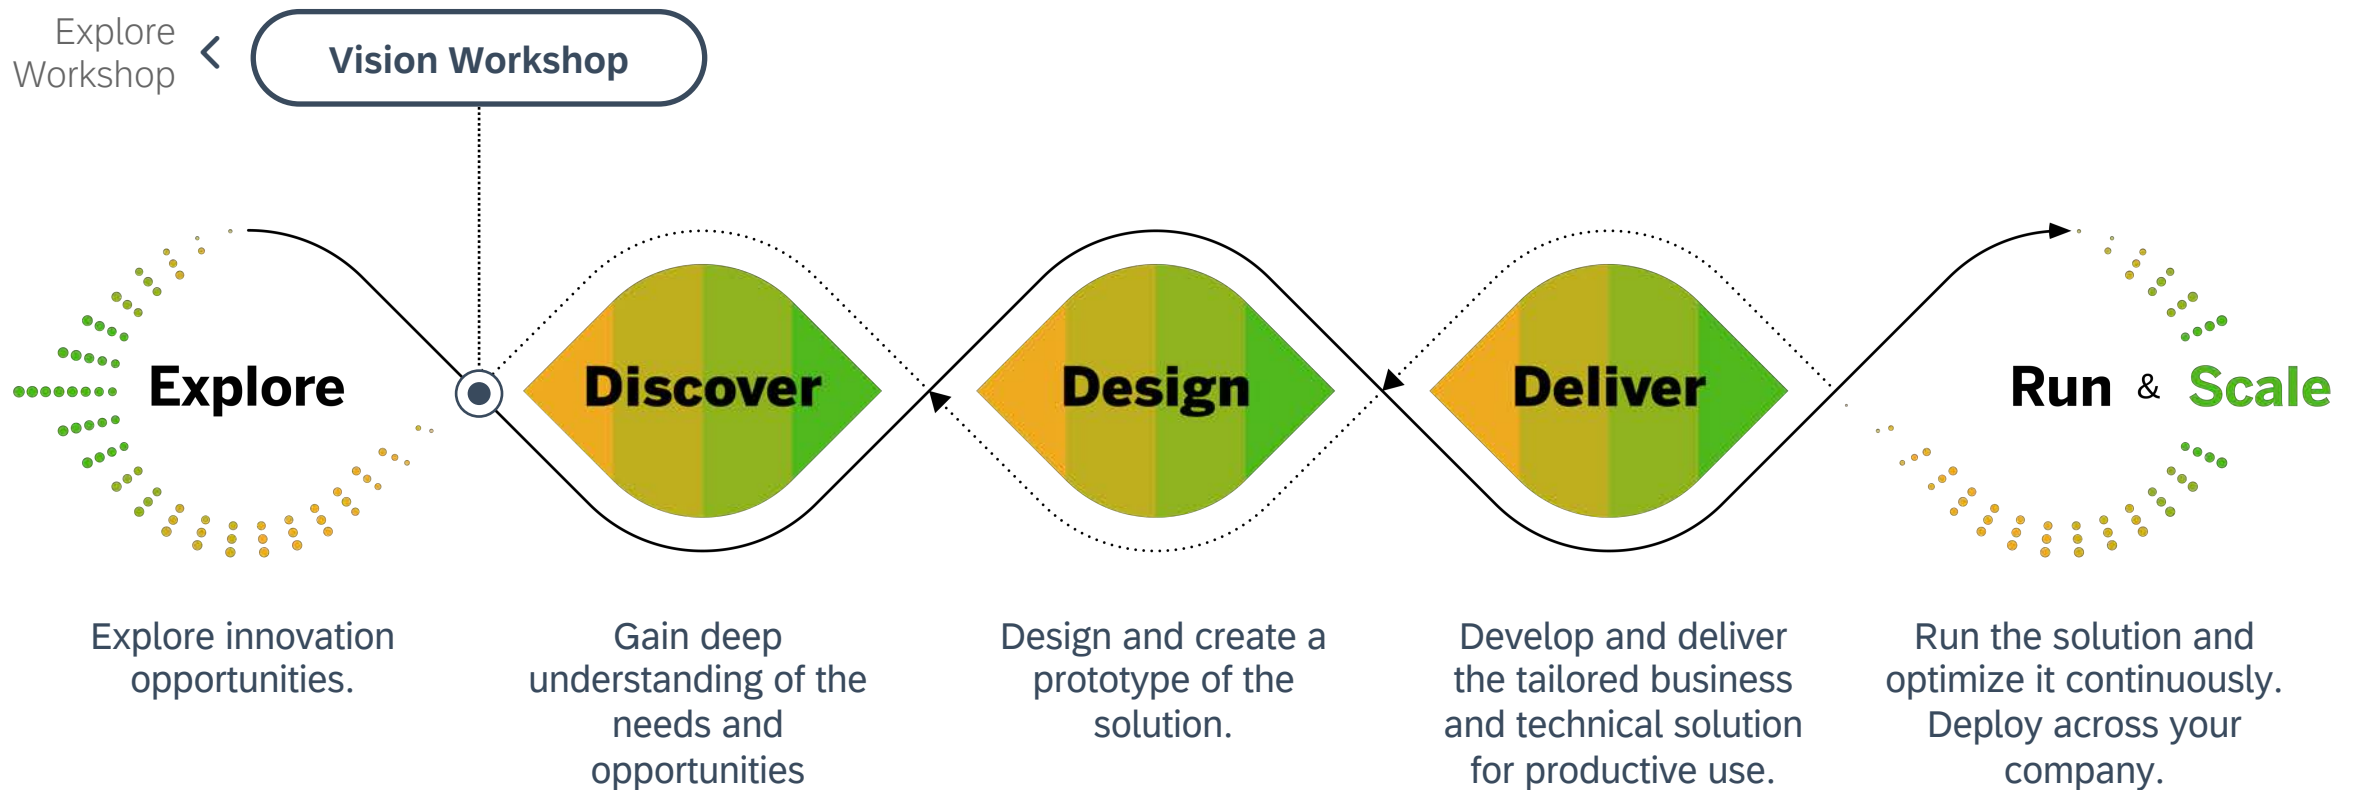 Explore
Workshop
<
Vision Workshop
Explore
Discover
Design
Deliver
Run & Scale
Explore innovation
opportunities.
Gain deep
understanding of the
needs and
opportunities
Design and create a
prototype of the
solution.
Develop and deliver
the tailored business
and technical solution
for productive use.
Run the solution and
optimize it continuously.
Deploy across your
company.